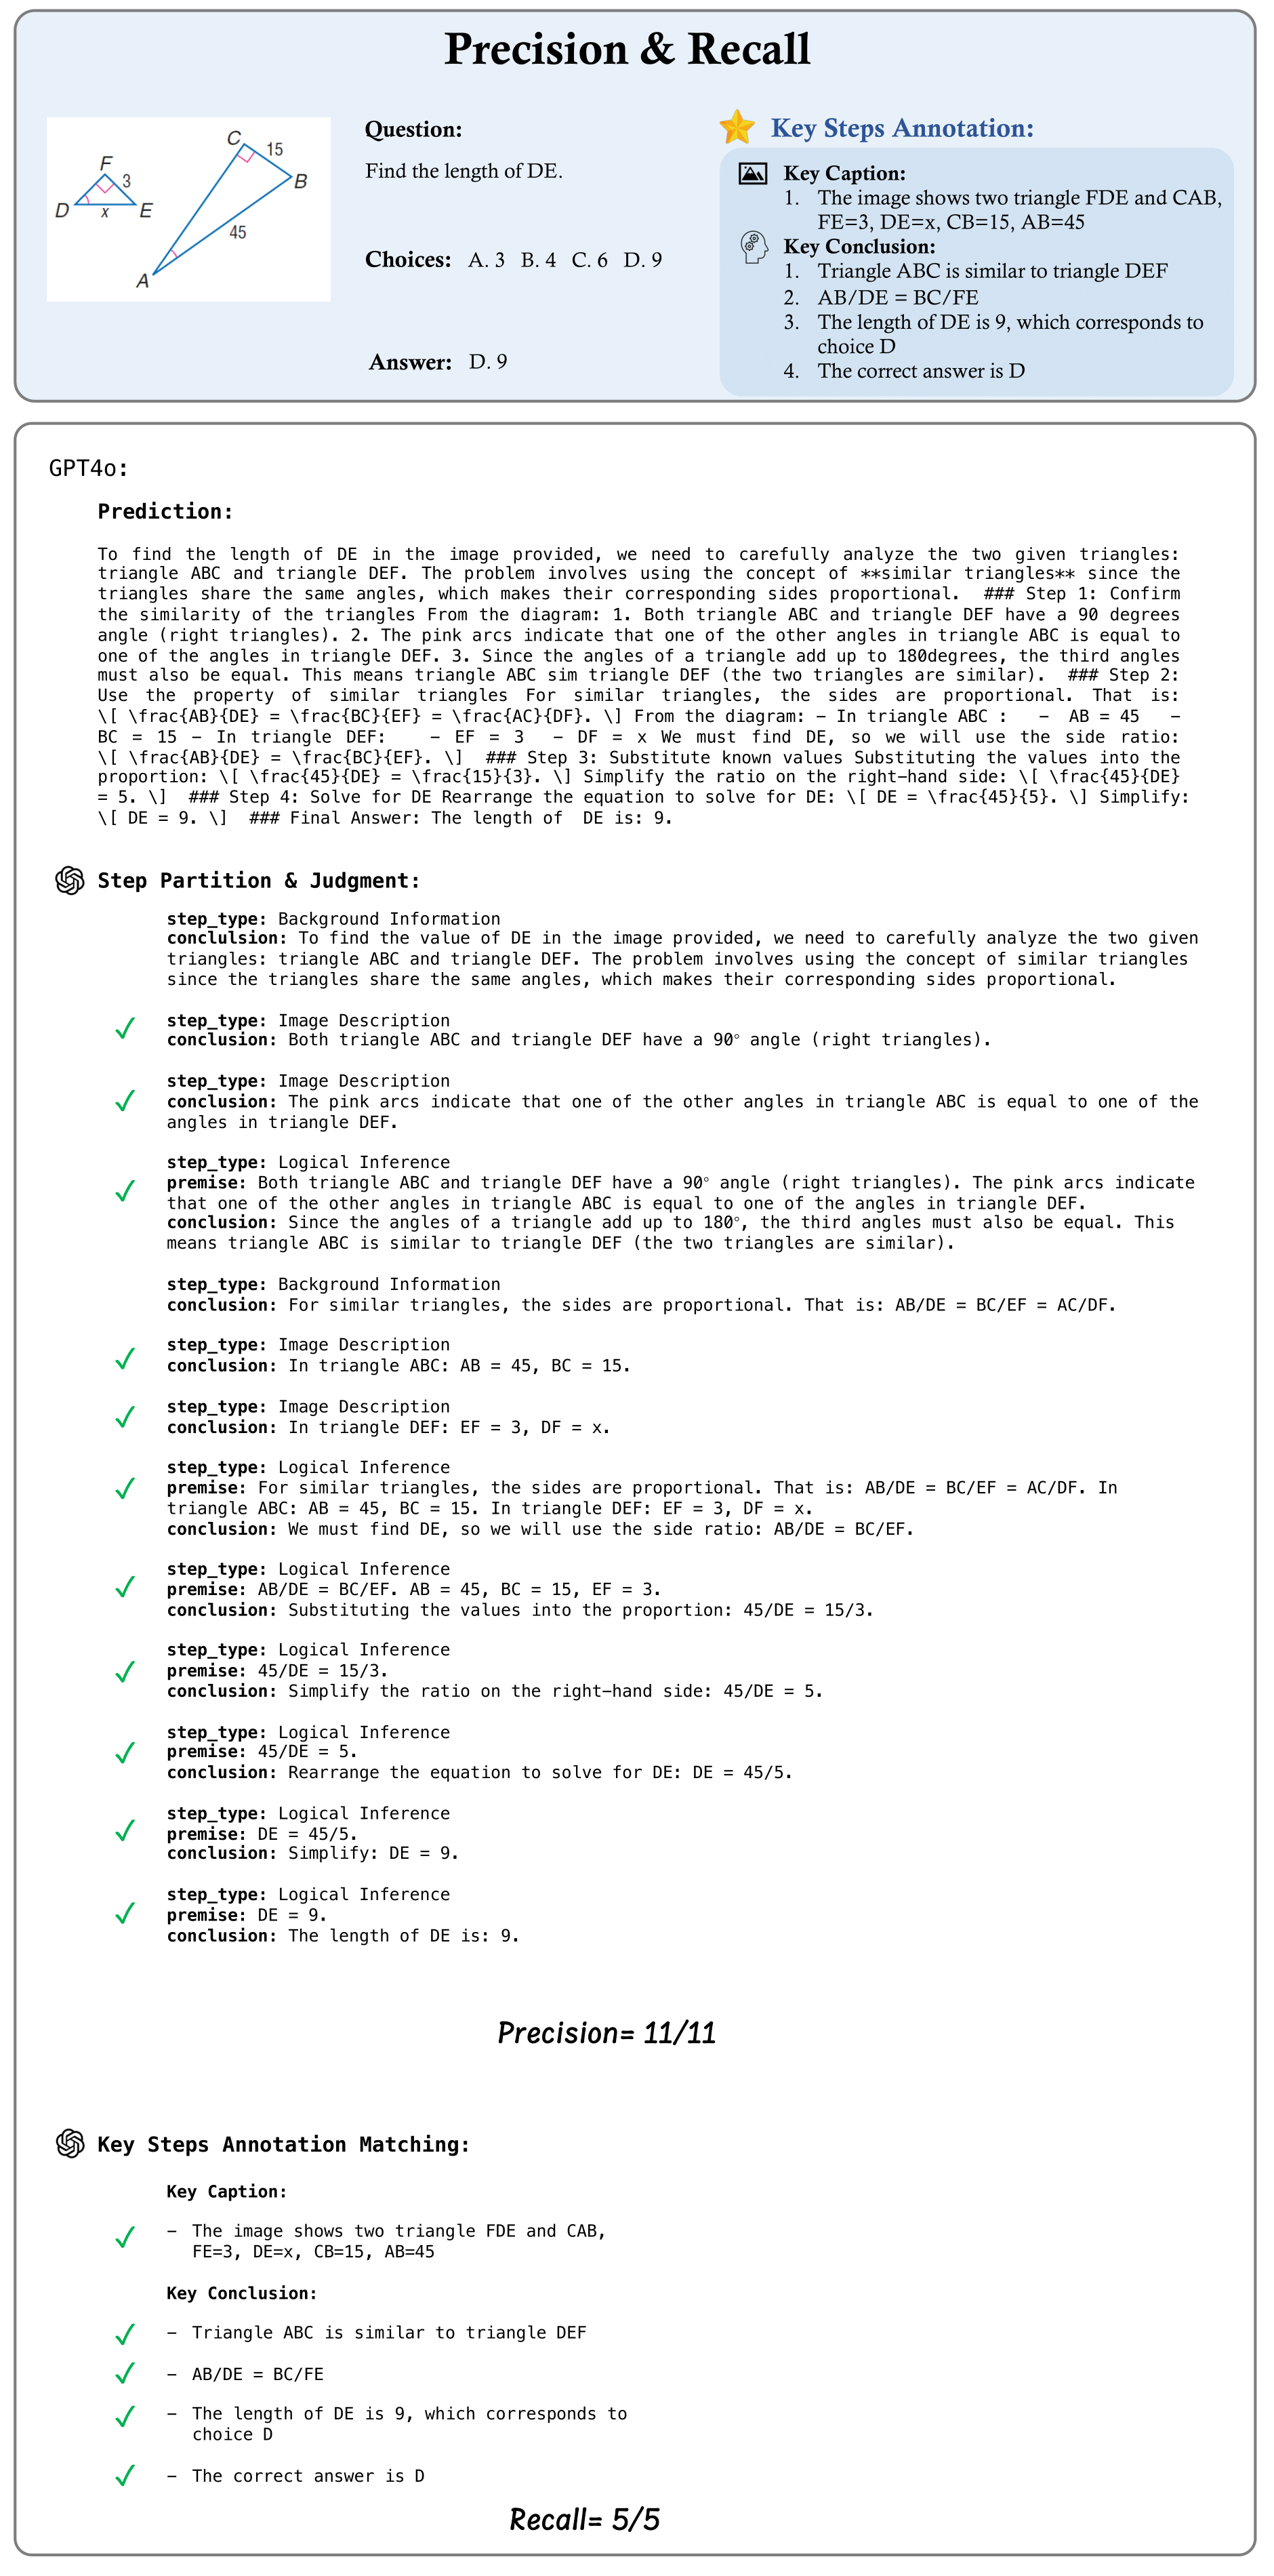 Precision & Recall
C
15
B
45
A
F
3
D
x
E
Question:
Find the length of DE.
Choices: A. 3 B. 4 C. 6 D. 9
Answer: D. 9
Key Steps Annotation:
Key Caption:
1. The image shows two triangle FDE and CAB,
FE=3, DE=x, CB=15, AB=45
Key Conclusion:
1. Triangle ABC is similar to triangle DEF
2. AB/DE = BC/FE
3. The length of DE is 9, which corresponds to
choice D
4. The correct answer is D
GPT4o:
Prediction:
To find the length of DE in the image provided, we need to carefully analyze the two given triangles:
triangle ABC and triangle DEF. The problem involves using the concept of **similar triangles** since the
triangles share the same angles, which makes their corresponding sides proportional. ### Step 1: Confirm
the similarity of the triangles From the diagram: 1. Both triangle ABC and triangle DEF have a 90 degrees
angle (right triangles). 2. The pink arcs indicate that one of the other angles in triangle ABC is equal to
one of the angles in triangle DEF. 3. Since the angles of a triangle add up to 180degrees, the third angles
must also be equal. This means triangle ABC sim triangle DEF (the two triangles are similar). ### Step 2:
Use the property of similar triangles For similar triangles, the sides are proportional. That is:
\[ \frac{AB}{DE} = \frac{BC}{EF} = \frac{AC}{DF}. \] From the diagram: – In triangle ABC : – AB = 45 –
BC = 15 – In triangle DEF: – EF = 3 – DF = x We must find DE, so we will use the side ratio:
\[ \frac{AB}{DE} = \frac{BC}{EF}. \] ### Step 3: Substitute known values Substituting the values into the
proportion: \[ \frac{45}{DE} = \frac{15}{3}. \] Simplify the ratio on the right–hand side: \[ \frac{45}{DE}
= 5. \] ### Step 4: Solve for DE Rearrange the equation to solve for DE: \[ DE = \frac{45}{5}. \] Simplify:
\[ DE = 9. \] ### Final Answer: The length of DE is: 9.
Step Partition & Judgment:
step_type: Background Information
conclulsion: To find the value of DE in the image provided, we need to carefully analyze the two given
triangles: triangle ABC and triangle DEF. The problem involves using the concept of similar triangles
since the triangles share the same angles, which makes their corresponding sides proportional.
step_type: Image Description
conclusion: Both triangle ABC and triangle DEF have a 90° angle (right triangles).
step_type: Image Description
conclusion: The pink arcs indicate that one of the other angles in triangle ABC is equal to one of the
angles in triangle DEF.
step_type: Logical Inference
premise: Both triangle ABC and triangle DEF have a 90° angle (right triangles). The pink arcs indicate
that one of the other angles in triangle ABC is equal to one of the angles in triangle DEF.
conclusion: Since the angles of a triangle add up to 180°, the third angles must also be equal. This
means triangle ABC is similar to triangle DEF (the two triangles are similar).
step_type: Background Information
conclusion: For similar triangles, the sides are proportional. That is: AB/DE = BC/EF = AC/DF.
step_type: Image Description
conclusion: In triangle ABC: AB = 45, BC = 15.
step_type: Image Description
conclusion: In triangle DEF: EF = 3, DF = x.
step_type: Logical Inference
premise: For similar triangles, the sides are proportional. That is: AB/DE = BC/EF = AC/DF. In
triangle ABC: AB = 45, BC = 15. In triangle DEF: EF = 3, DF = x.
conclusion: We must find DE, so we will use the side ratio: AB/DE = BC/EF.
step_type: Logical Inference
premise: AB/DE = BC/EF. AB = 45, BC = 15, EF = 3.
conclusion: Substituting the values into the proportion: 45/DE = 15/3.
step_type: Logical Inference
premise: 45/DE = 15/3.
conclusion: Simplify the ratio on the right–hand side: 45/DE = 5.
step_type: Logical Inference
premise: 45/DE = 5.
conclusion: Rearrange the equation to solve for DE: DE = 45/5.
step_type: Logical Inference
premise: DE = 45/5.
conclusion: Simplify: DE = 9.
step_type: Logical Inference
premise: DE = 9.
conclusion: The length of DE is: 9.
Precision= 11/11
Key Steps Annotation Matching:
Key Caption:
– The image shows two triangle FDE and CAB,
FE=3, DE=x, CB=15, AB=45
Key Conclusion:
– Triangle ABC is similar to triangle DEF
– AB/DE = BC/FE
– The length of DE is 9, which corresponds to
choice D
– The correct answer is D
Recall= 5/5